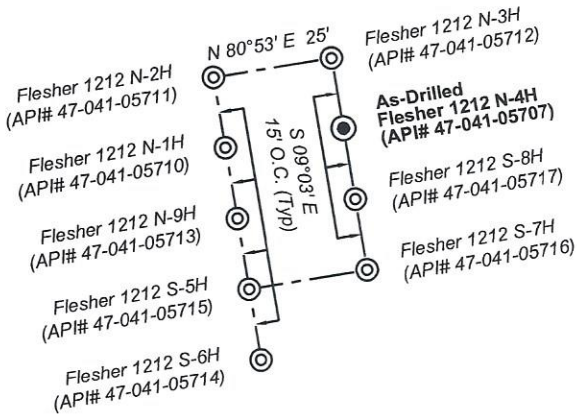 N 80°53' E 25'
Flesher 1212 N-2H
(API# 47-041-05711)
Flesher 1212 N-3H
(API# 47-041-05712)
As-Drilled
Flesher 1212 N-4H
(API# 47-041-05707)
Flesher 1212 N-1H
(API# 47-041-05710)
S 09°03' E
15' O.C. (Typ)
Flesher 1212 S-8H
(API# 47-041-05717)
Flesher 1212 N-9H
(API# 47-041-05713)
Flesher 1212 S-7H
(API# 47-041-05716)
Flesher 1212 S-5H
(API# 47-041-05715)
Flesher 1212 S-6H
(API# 47-041-05714)